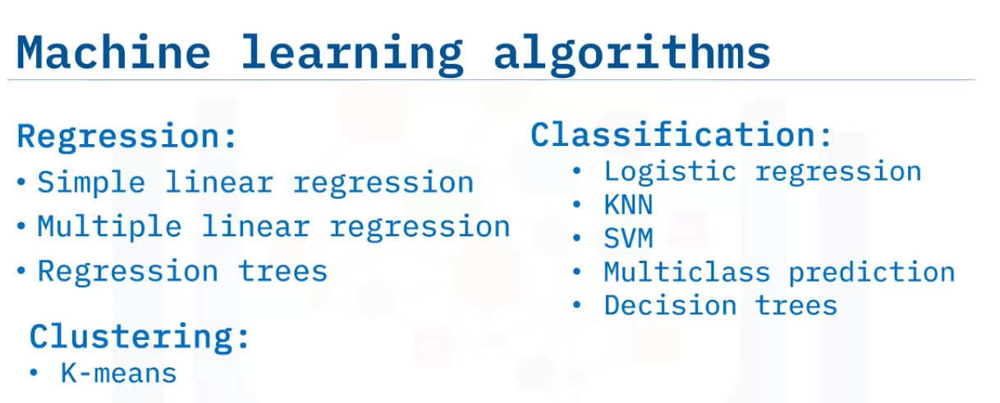 Machine learning algorithms
Regression:
• Simple linear regression
• Multiple linear regression
• Regression trees
Clustering:
• K-means
Classification:
• Logistic regression
• KNN
• SVM
• Multiclass prediction
• Decision trees